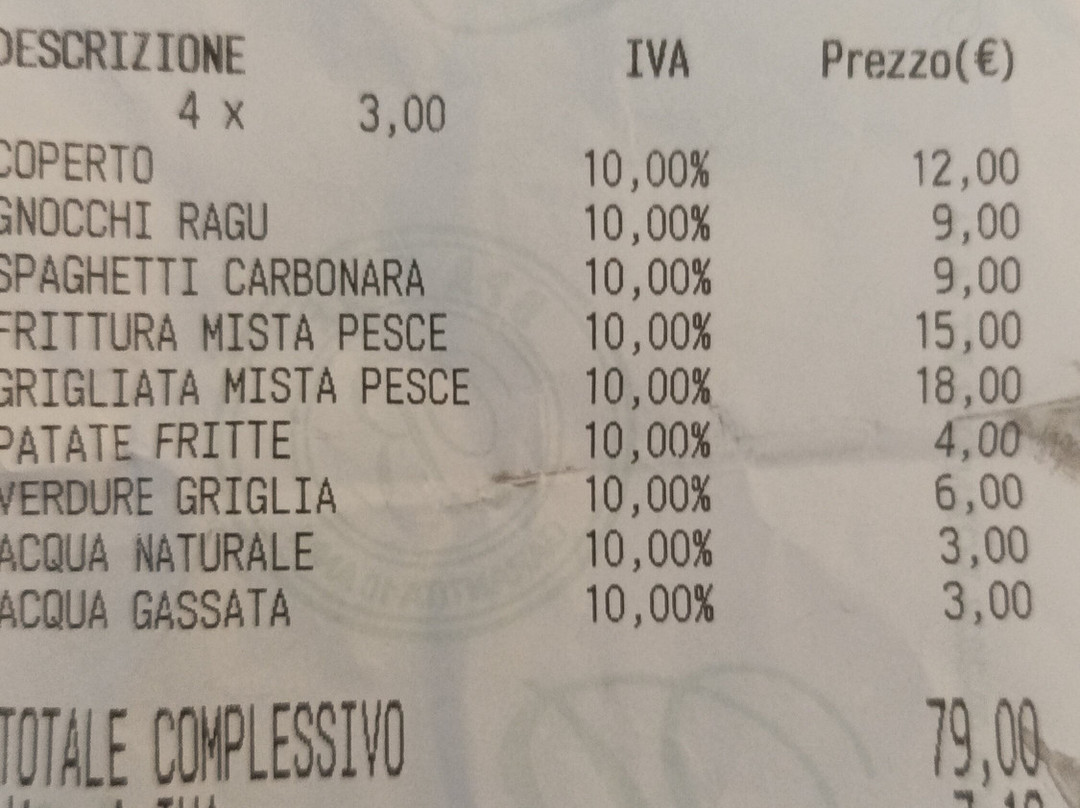 DESCRIZIONE IVA Prezzo(€)
4 x 3,00
COPERTO 10,00% 12,00
GNOCCHI RAGU 10,00% 9,00
SPAGHETTI CARBONARA 10,00% 9,00
FRITTURA MISTA PESCE 10,00% 15,00
GRIGLIATA MISTA PESCE 10,00% 18,00
PATATE FRITTE 10,00% 4,00
VERDURE GRIGLIA 10,00% 6,00
ACQUA NATURALE 10,00% 3,00
ACQUA GASSATA 10,00% 3,00
TOTALE COMPLESSIVO 79,00